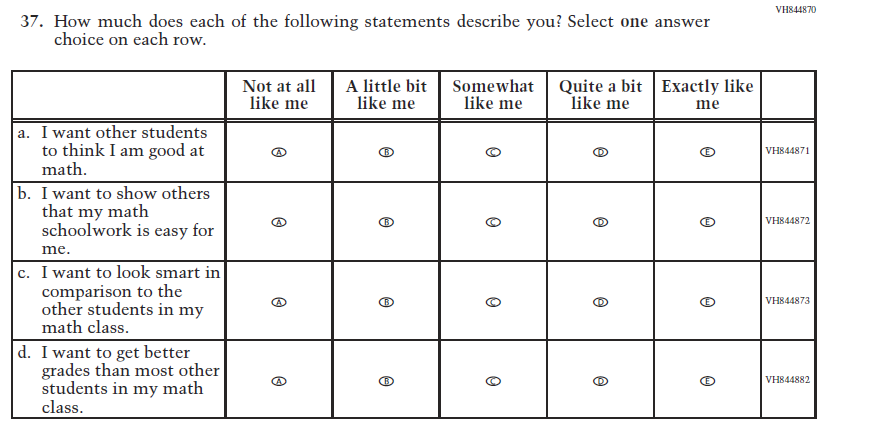 VH844870
37. How much does each of the following statements describe you? Select one answer
choice on each row.
Not at all like me
A little bit like me
Somewhat like me
Quite a bit like me
Exactly like me
a. I want other students
to think I am good at
math.
A B C D E VH844871
b. I want to show others
that my math
schoolwork is easy for
me.
A B C D E VH844872
c. I want to look smart in
comparison to the
other students in my
math class.
A B C D E VH844873
d. I want to get better
grades than most other
students in my math
class.
A B C D E VH844882